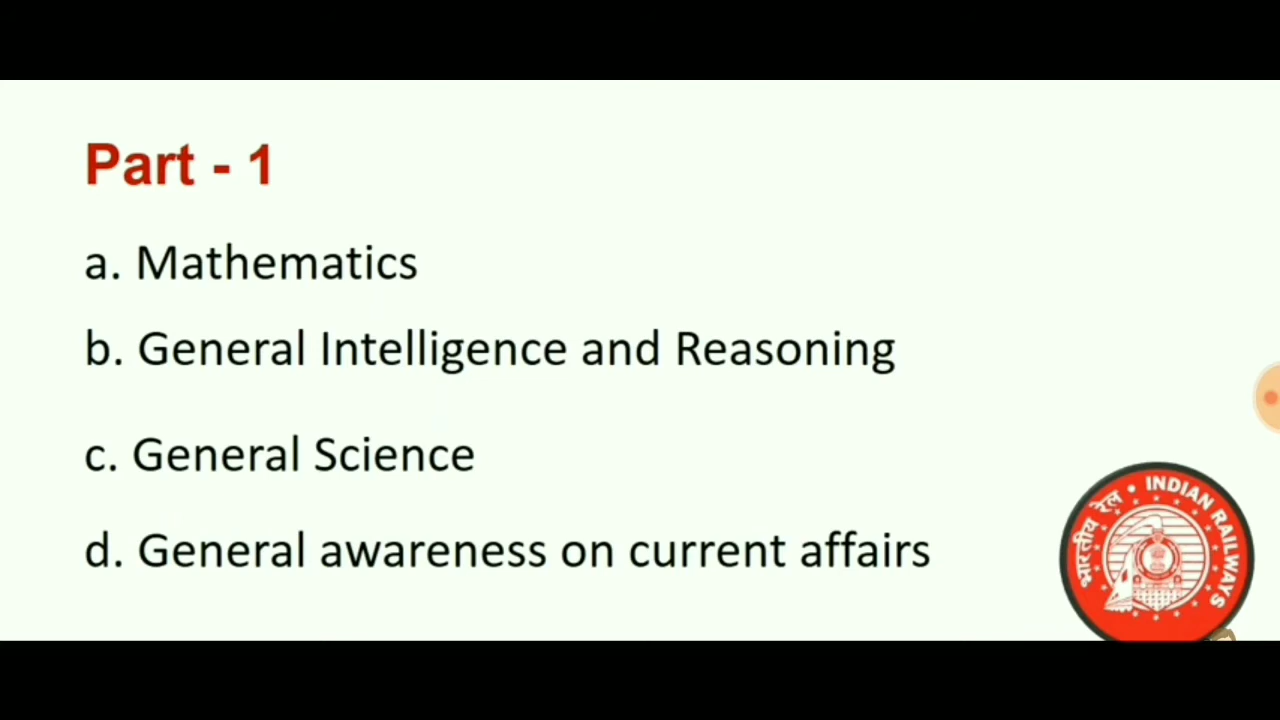 Part - 1
a. Mathematics
b. General Intelligence and Reasoning
c. General Science
d. General awareness on current affairs
भारतीय रेल • INDIAN RAILWAYS